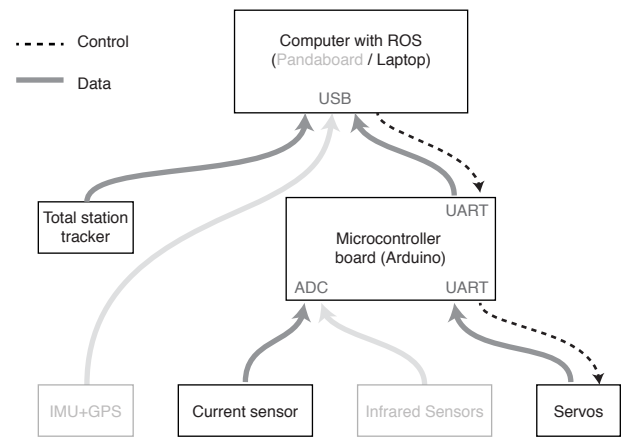 Control
Data
Computer with ROS
(Pandaboard / Laptop)
USB
Total station
tracker
UART
Microcontroller
board (Arduino)
ADC
UART
IMU+GPS
Current sensor
Infrared Sensors
Servos